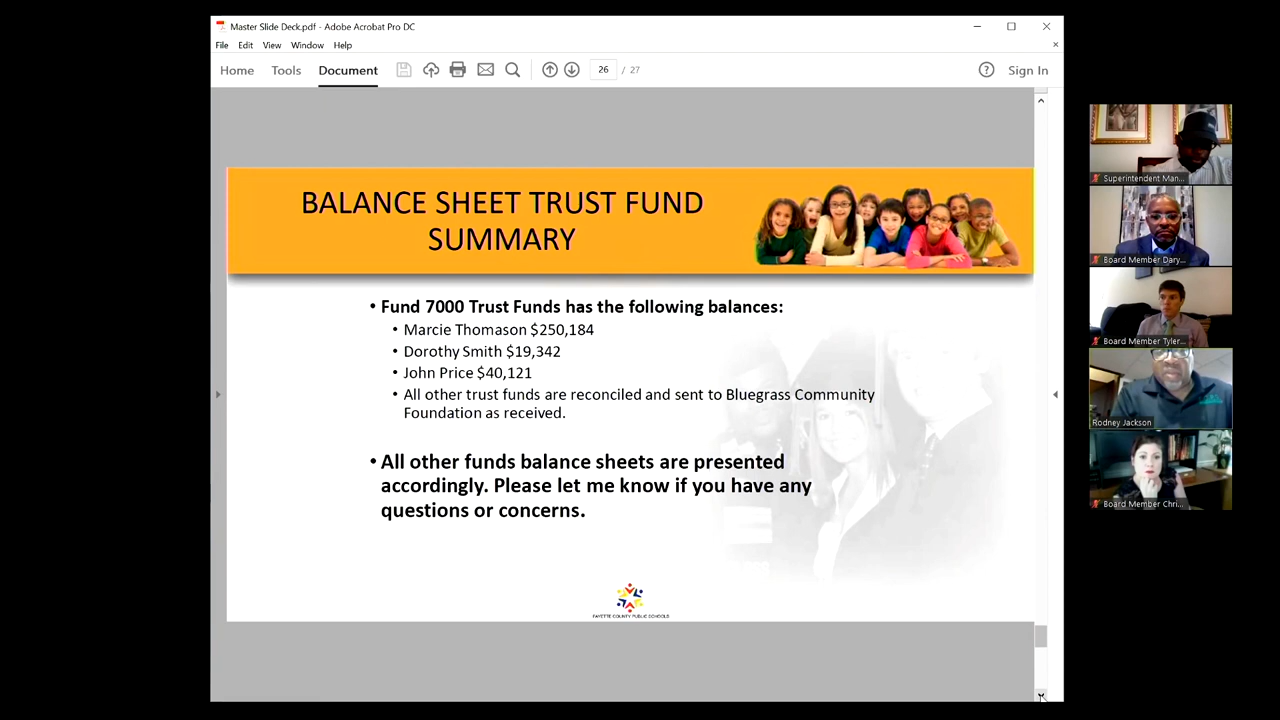 Master Slide Deck.pdf - Adobe Acrobat Pro DC
File Edit View Window Help
Home Tools Document 26 / 27 Sign In
BALANCE SHEET TRUST FUND
SUMMARY
• Fund 7000 Trust Funds has the following balances:
• Marcie Thomason $250,184
• Dorothy Smith $19,342
• John Price $40,121
• All other trust funds are reconciled and sent to Bluegrass Community
Foundation as received.
• All other funds balance sheets are presented
accordingly. Please let me know if you have any
questions or concerns.
FAYETTE COUNTY PUBLIC SCHOOLS
Superintendent Man...
Board Member Dary...
Board Member Tyler...
Rodney Jackson
Board Member Chri...